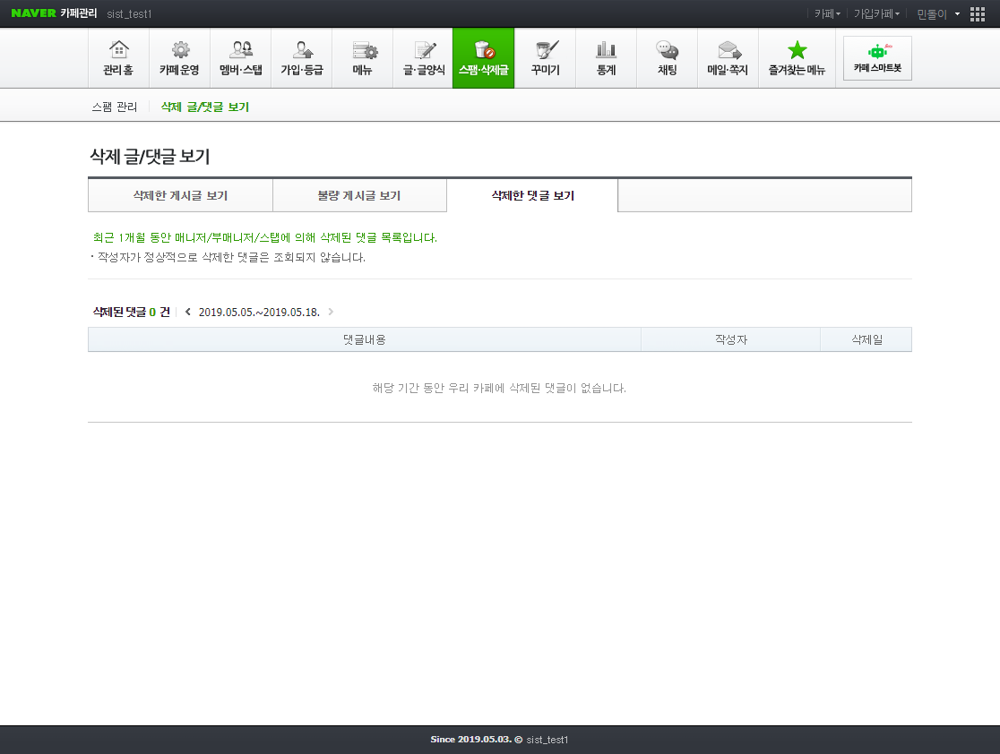 NAVER 카페관리 sist_test1 카페 가입카페 민돌이
관리 홈 카페 운영 멤버·스탭 가입·등급 메뉴 글·글양식 스팸·삭제글 꾸미기 통계 채팅 메일·쪽지 즐겨찾는 메뉴 카페 스마트봇
스팸 관리 삭제 글/댓글 보기
삭제 글/댓글 보기
삭제한 게시글 보기 불량 게시글 보기 삭제한 댓글 보기
최근 1개월 동안 매니저/부매니저/스탭에 의해 삭제된 댓글 목록입니다.
· 작성자가 정상적으로 삭제한 댓글은 조회되지 않습니다.
삭제된 댓글 0 건 2019.05.05.~2019.05.18.
댓글내용 작성자 삭제일
해당 기간 동안 우리 카페에 삭제된 댓글이 없습니다.
Since 2019.05.03. © sist_test1